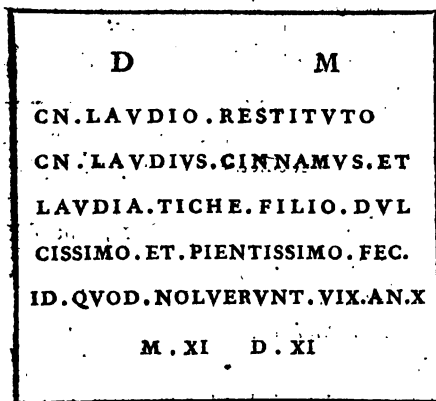 D M
CN.LAVDIO.RESTITVTO
CN.LAVDIVS.CINNAMVS.ET
LAVDIA.TICHE.FILIO.DVL
CISSIMO.ET.PIENTISSIMO.FEC.
ID.QVOD.NOLVERVNT.VIX.AN.X
M.XI D.XI